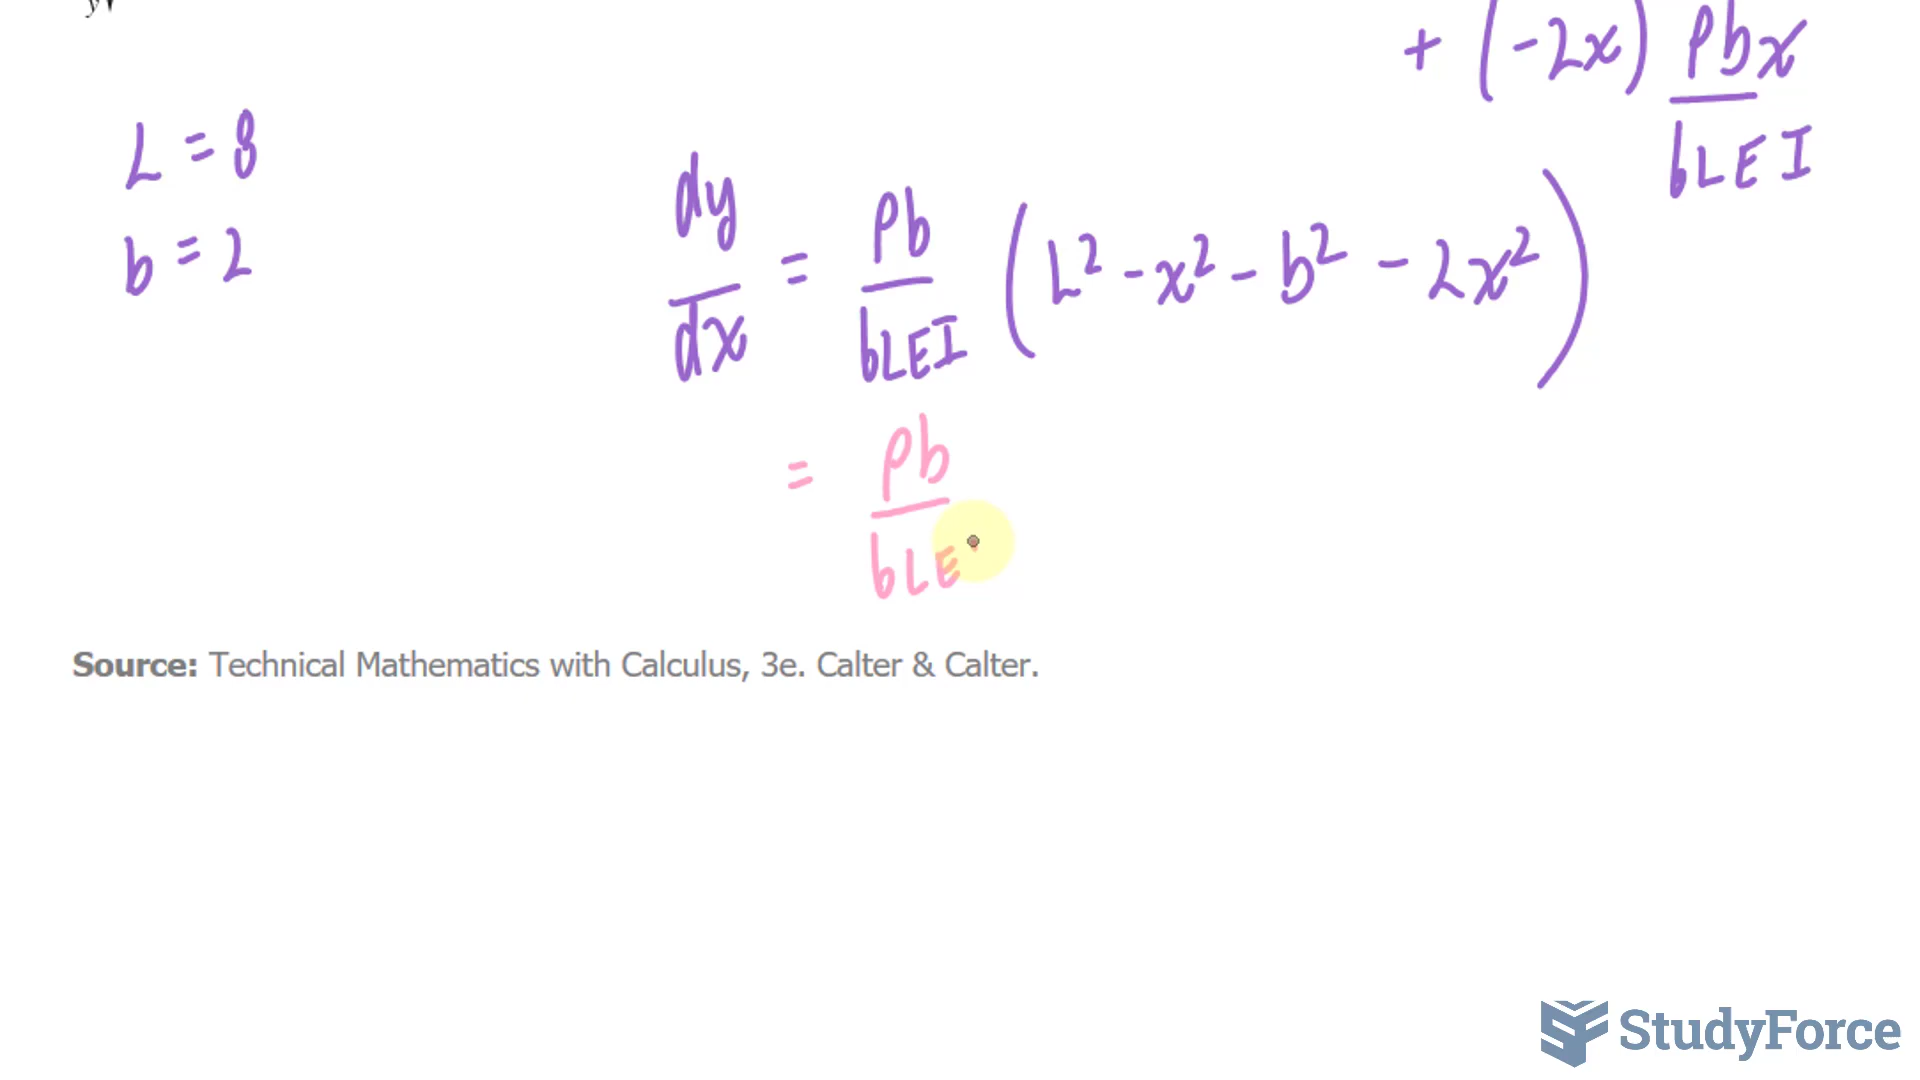 y
+ (-2x) Pbx / 6LEI
L = 8
b = 2
dy/dx = Pb/6LEI (L² - x² - b² - 2x²)
= Pb/6LE
Source: Technical Mathematics with Calculus, 3e. Calter & Calter.
StudyForce